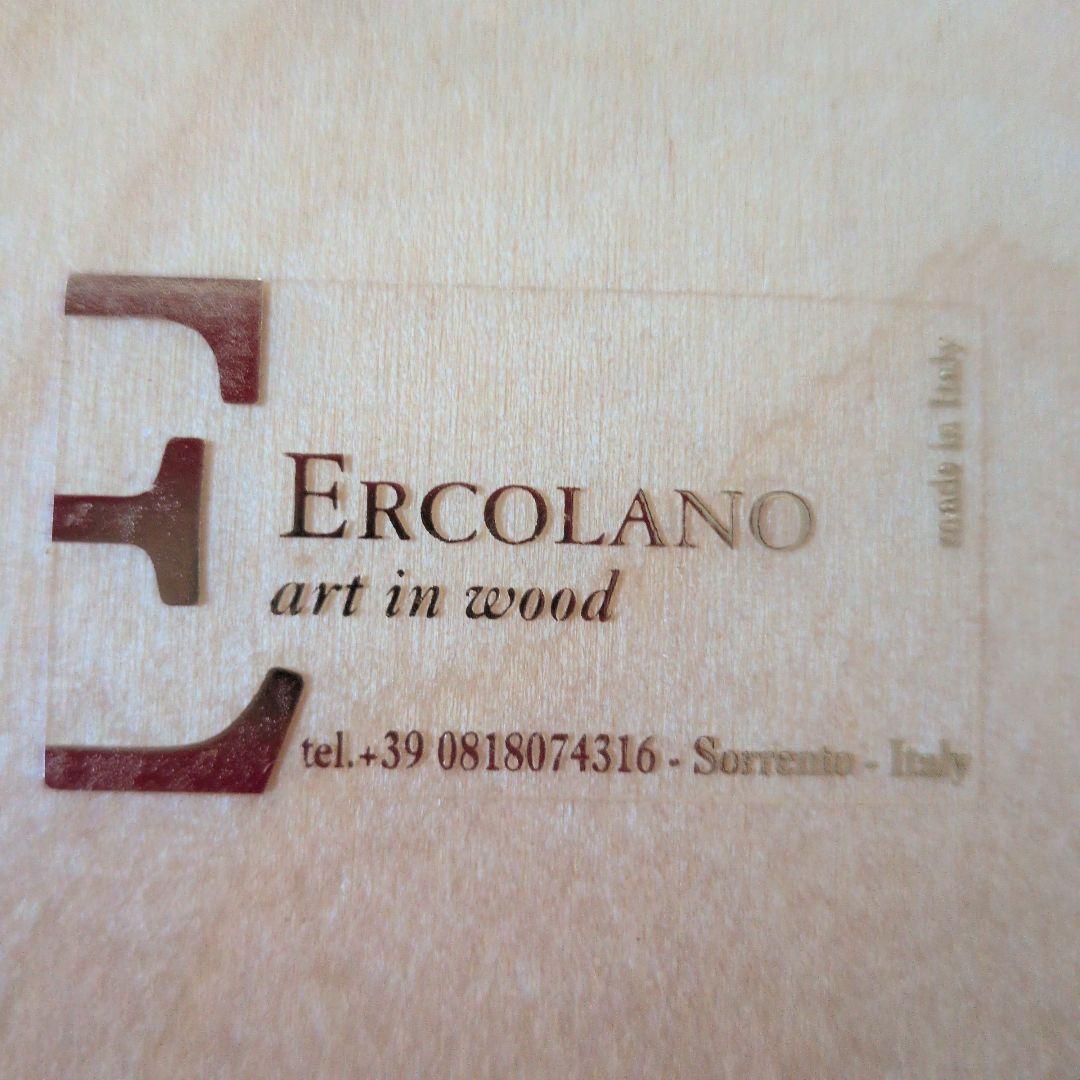 E
ERCOLANO
art in wood
tel.+39 0818074316 - Sorrento - Italy
made in Italy